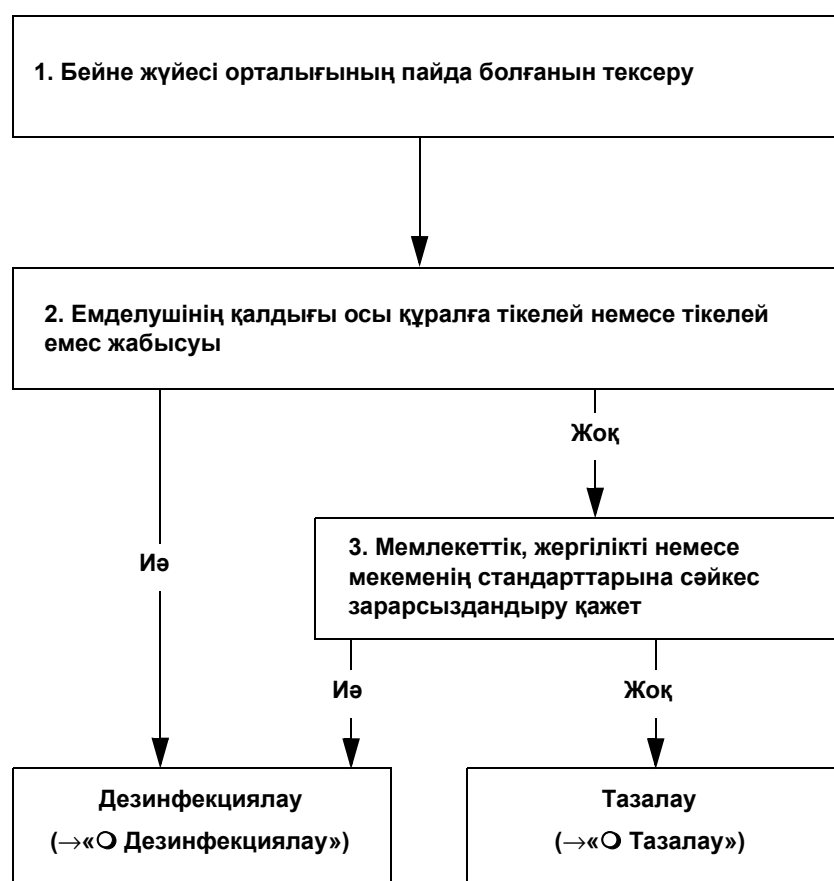 1. Бейне жүйесі орталығының пайда болғанын тексеру
2. Емделушінің қалдығы осы құралға тікелей немесе тікелей
емес жабысуы
Жоқ
3. Мемлекеттік, жергілікті немесе
мекеменің стандарттарына сәйкес
зарарсыздандыру қажет
Иә
Иә
Жоқ
Дезинфекциялау
(→«❍ Дезинфекциялау»)
Тазалау
(→«❍ Тазалау»)